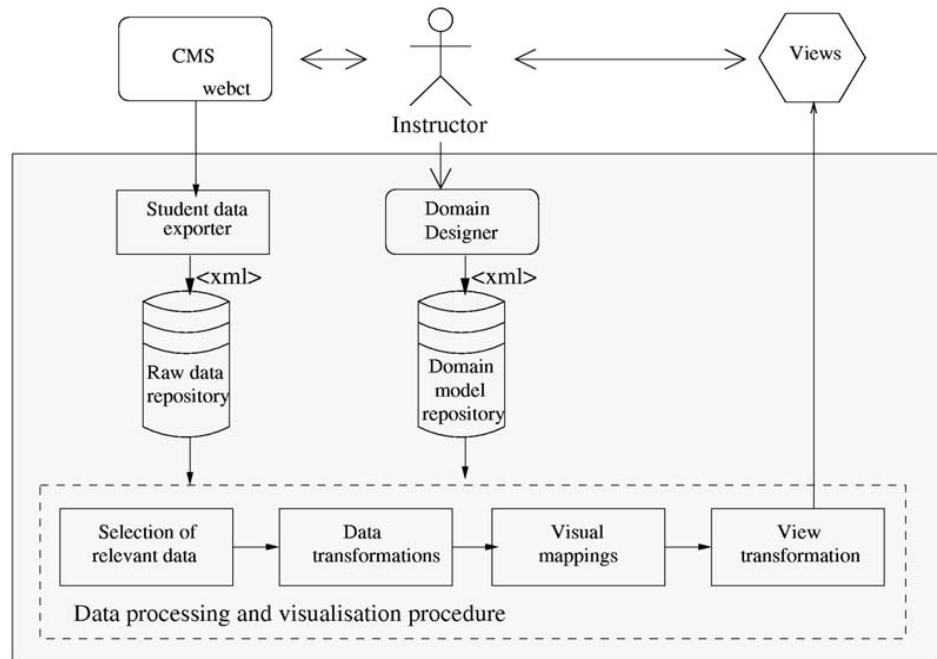 CMS
webct
Instructor
Views
Student data
exporter
Domain
Designer
<xml>
<xml>
Raw data
repository
Domain
model
repository
Selection of
relevant data
Data
transformations
Visual
mappings
View
transformation
Data processing and visualisation procedure